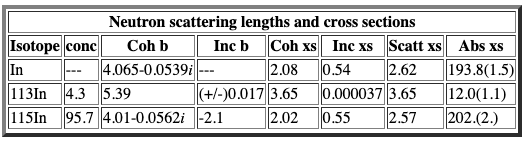 Neutron scattering lengths and cross sections
Isotope conc Coh b Inc b Coh xs Inc xs Scatt xs Abs xs
In --- 4.065-0.0539i --- 2.08 0.54 2.62 193.8(1.5)
113In 4.3 5.39 (+/-)0.017 3.65 0.000037 3.65 12.0(1.1)
115In 95.7 4.01-0.0562i -2.1 2.02 0.55 2.57 202.(2.)